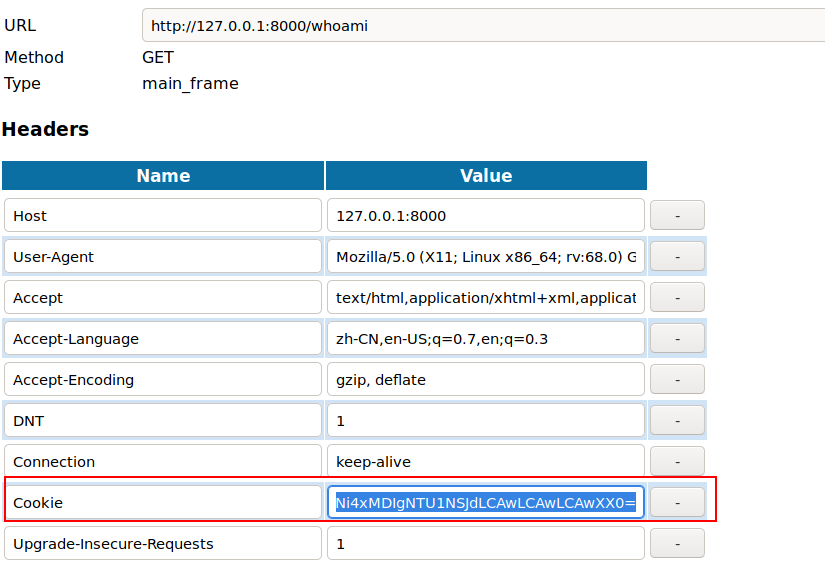 URL http://127.0.0.1:8000/whoami
Method GET
Type main_frame
Headers
Name Value
Host 127.0.0.1:8000 -
User-Agent Mozilla/5.0 (X11; Linux x86_64; rv:68.0) G -
Accept text/html,application/xhtml+xml,applicat -
Accept-Language zh-CN,en-US;q=0.7,en;q=0.3 -
Accept-Encoding gzip, deflate -
DNT 1 -
Connection keep-alive -
Cookie Ni4xMDIgNTU1NSJdLCAwLCAwLCAwXX0= -
Upgrade-Insecure-Requests 1 -